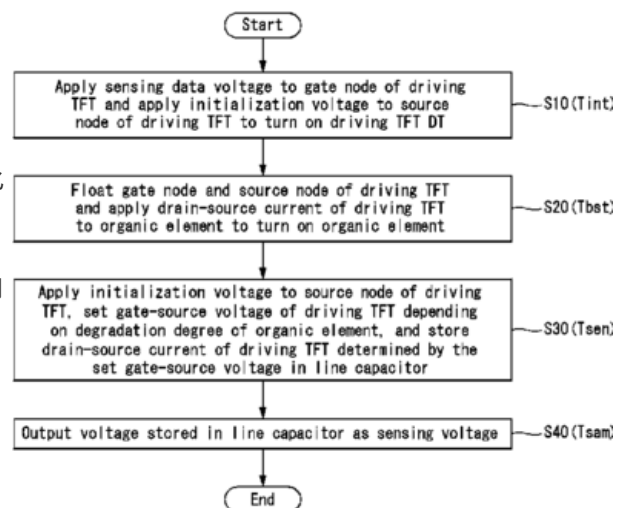 Start
Apply sensing data voltage to gate node of driving
TFT and apply initialization voltage to source
node of driving TFT to turn on driving TFT DT
S10(Tint)
Float gate node and source node of driving TFT
and apply drain-source current of driving TFT
to organic element to turn on organic element
S20(Tbst)
Apply initialization voltage to source node of driving
TFT, set gate-source voltage of driving TFT depending
on degradation degree of organic element, and store
drain-source current of driving TFT determined by the
set gate-source voltage in line capacitor
S30(Tsen)
Output voltage stored in line capacitor as sensing voltage
S40(Tsam)
End